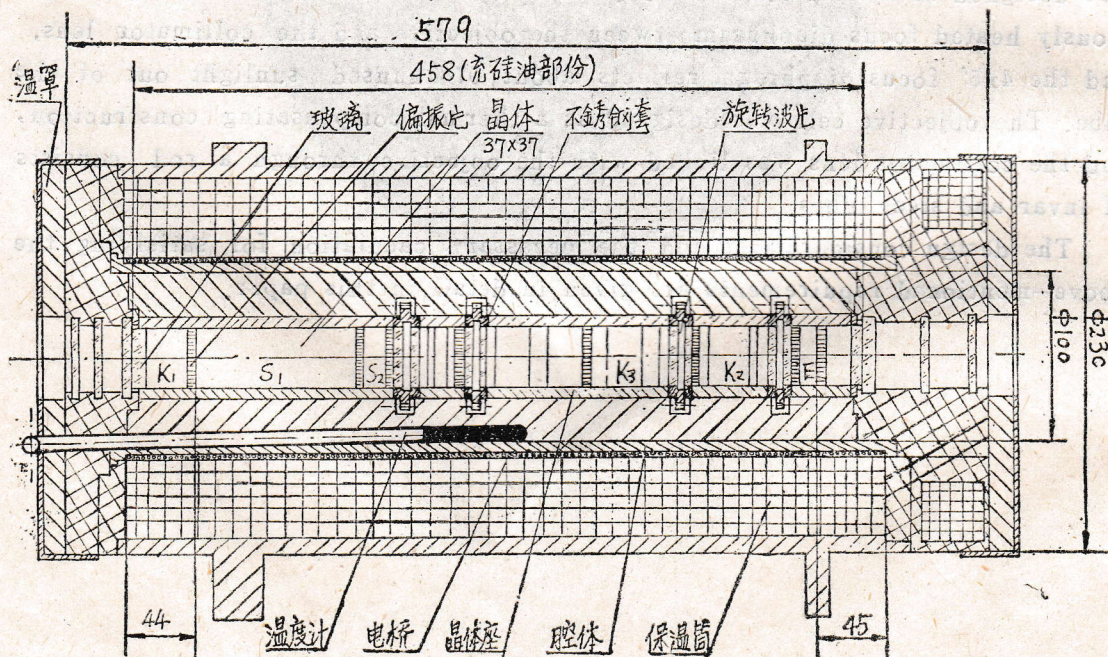 579
458(充硅油部份)
温罩
玻璃
偏振片
晶体
37×37
不銹钢套
旋转波片
K1
S1
S2
K3
K2
F
Φ100
Φ230
44
45
温度计
电桥
晶体座
腔体
保温筒